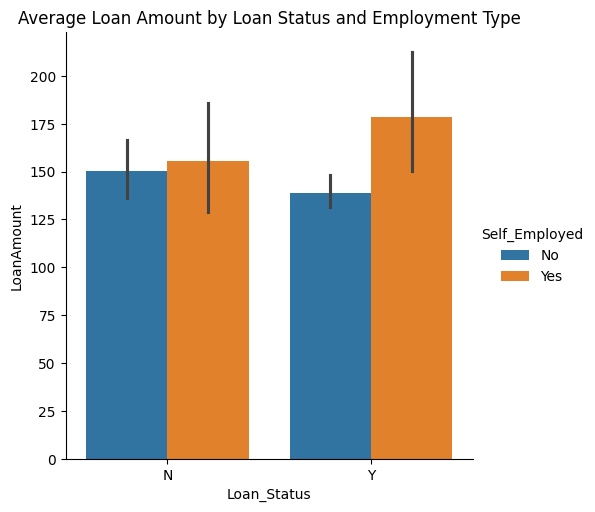 Average Loan Amount by Loan Status and Employment Type
200
175
150
125
100
75
50
25
0
LoanAmount
N
Y
Loan_Status
Self_Employed
No
Yes